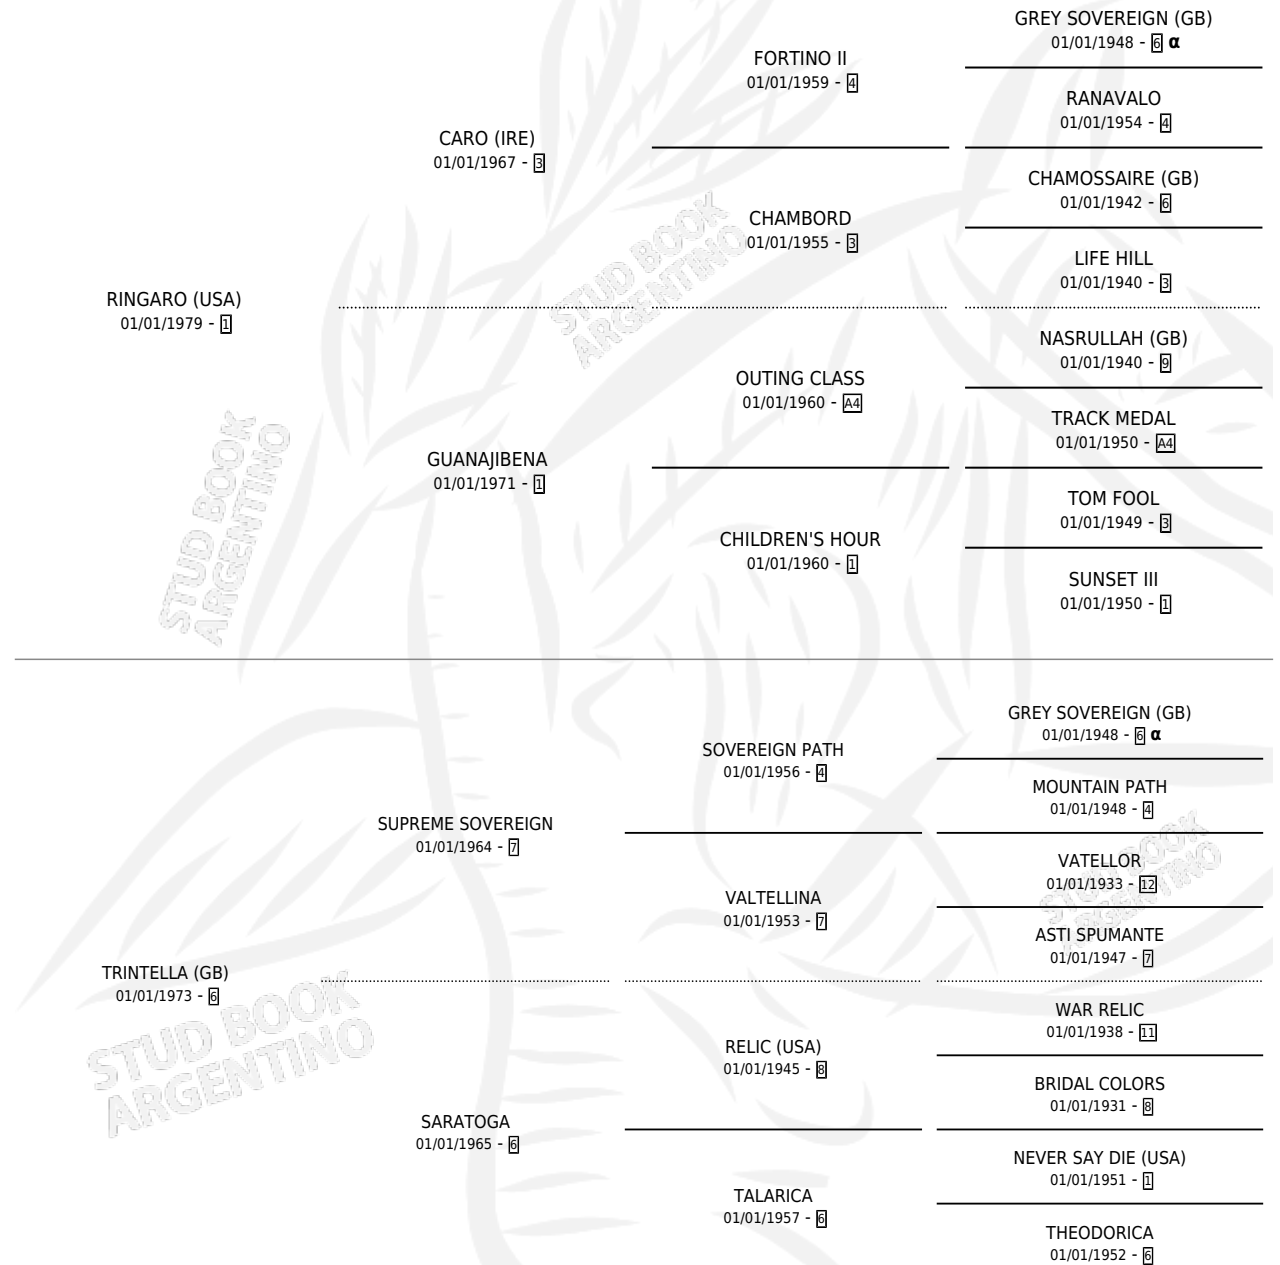 GREY SOVEREIGN (GB)
01/01/1948 - 6 α
FORTINO II
01/01/1959 - 4
RANAVALO
01/01/1954 - 4
CARO (IRE)
01/01/1967 - 3
CHAMOSSAIRE (GB)
01/01/1942 - 6
CHAMBORD
01/01/1955 - 3
LIFE HILL
01/01/1940 - 3
RINGARO (USA)
01/01/1979 - 1
NASRULLAH (GB)
01/01/1940 - 9
OUTING CLASS
01/01/1960 - A4
TRACK MEDAL
01/01/1950 - A4
GUANAJIBENA
01/01/1971 - 1
TOM FOOL
01/01/1949 - 3
CHILDREN'S HOUR
01/01/1960 - 1
SUNSET III
01/01/1950 - 1
GREY SOVEREIGN (GB)
01/01/1948 - 6 α
SOVEREIGN PATH
01/01/1956 - 4
MOUNTAIN PATH
01/01/1948 - 4
SUPREME SOVEREIGN
01/01/1964 - 7
VATELLOR
01/01/1933 - 12
VALTELLINA
01/01/1953 - 7
ASTI SPUMANTE
01/01/1947 - 7
TRINTELLA (GB)
01/01/1973 - 6
WAR RELIC
01/01/1938 - 11
RELIC (USA)
01/01/1945 - 8
BRIDAL COLORS
01/01/1931 - 8
SARATOGA
01/01/1965 - 6
NEVER SAY DIE (USA)
01/01/1951 - 1
TALARICA
01/01/1957 - 6
THEODORICA
01/01/1952 - 6
STUD BOOK
ARGENTINO
STUD BOOK
ARGENTINO
STUD BOOK
ARGENTINO
STUD BOOK
ARGENTINO